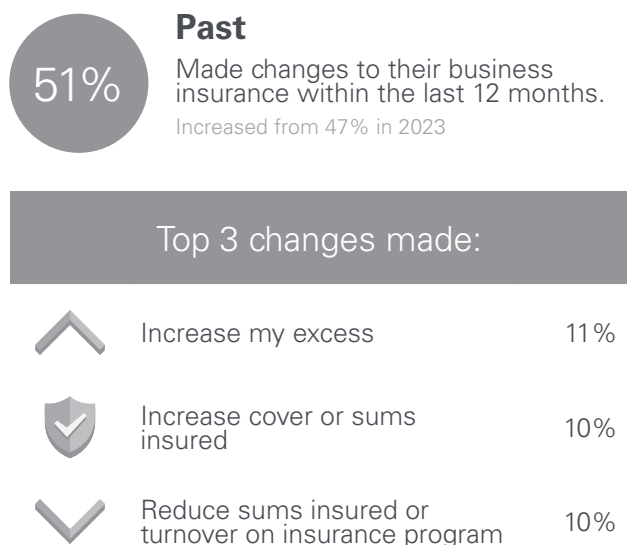 51%
Past
Made changes to their business
insurance within the last 12 months.
Increased from 47% in 2023
Top 3 changes made:
Increase my excess 11%
Increase cover or sums
insured
10%
Reduce sums insured or
turnover on insurance program
10%